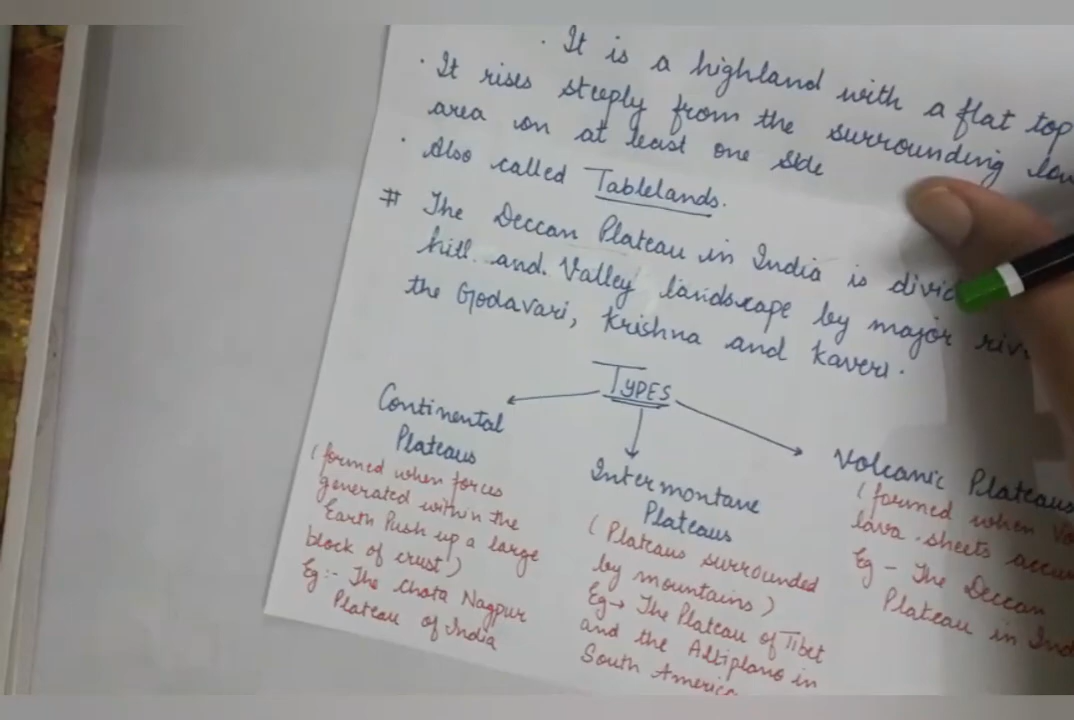 · It is a highland with a flat top
· It rises steeply from the surrounding
area on at least one side
· Also called Tablelands.
# The Deccan Plateau in India is
hill and Valley landscape by major
the Godavari, Krishna and Kaveri.
TYPES
Continental
Plateaus
(formed when forces
generated within the
Earth Push up a large
block of crust)
Eg:- The Chota Nagpur
Plateau of India
Intermontane
Plateaus
(Plateaus surrounded
by mountains)
Eg→ The Plateau of Tibet
and the Altiplano in
South America
Volcanic Plateaus
(formed when
lava sheets
Eg - The Deccan
Plateau in